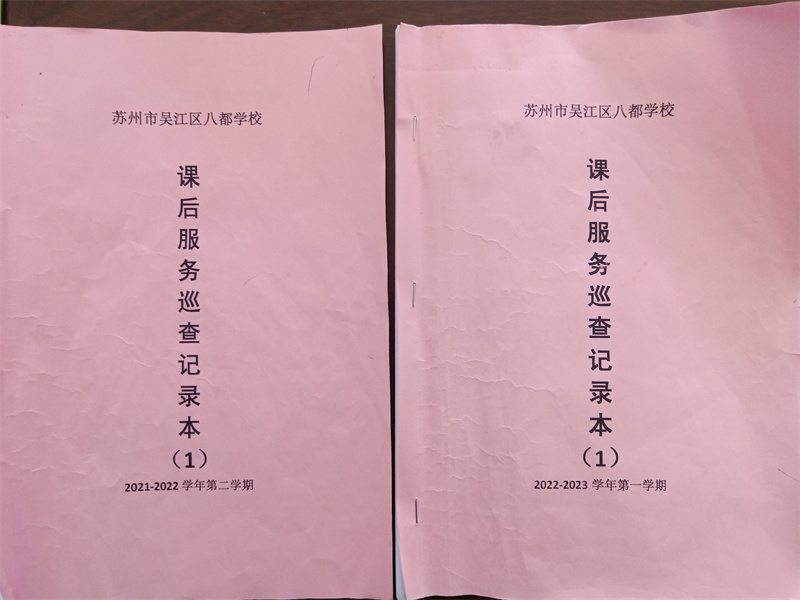 苏州市吴江区八都学校
课后服务巡查记录本
（1）
2021-2022 学年第二学期
苏州市吴江区八都学校
课后服务巡查记录本
（1）
2022-2023 学年第一学期